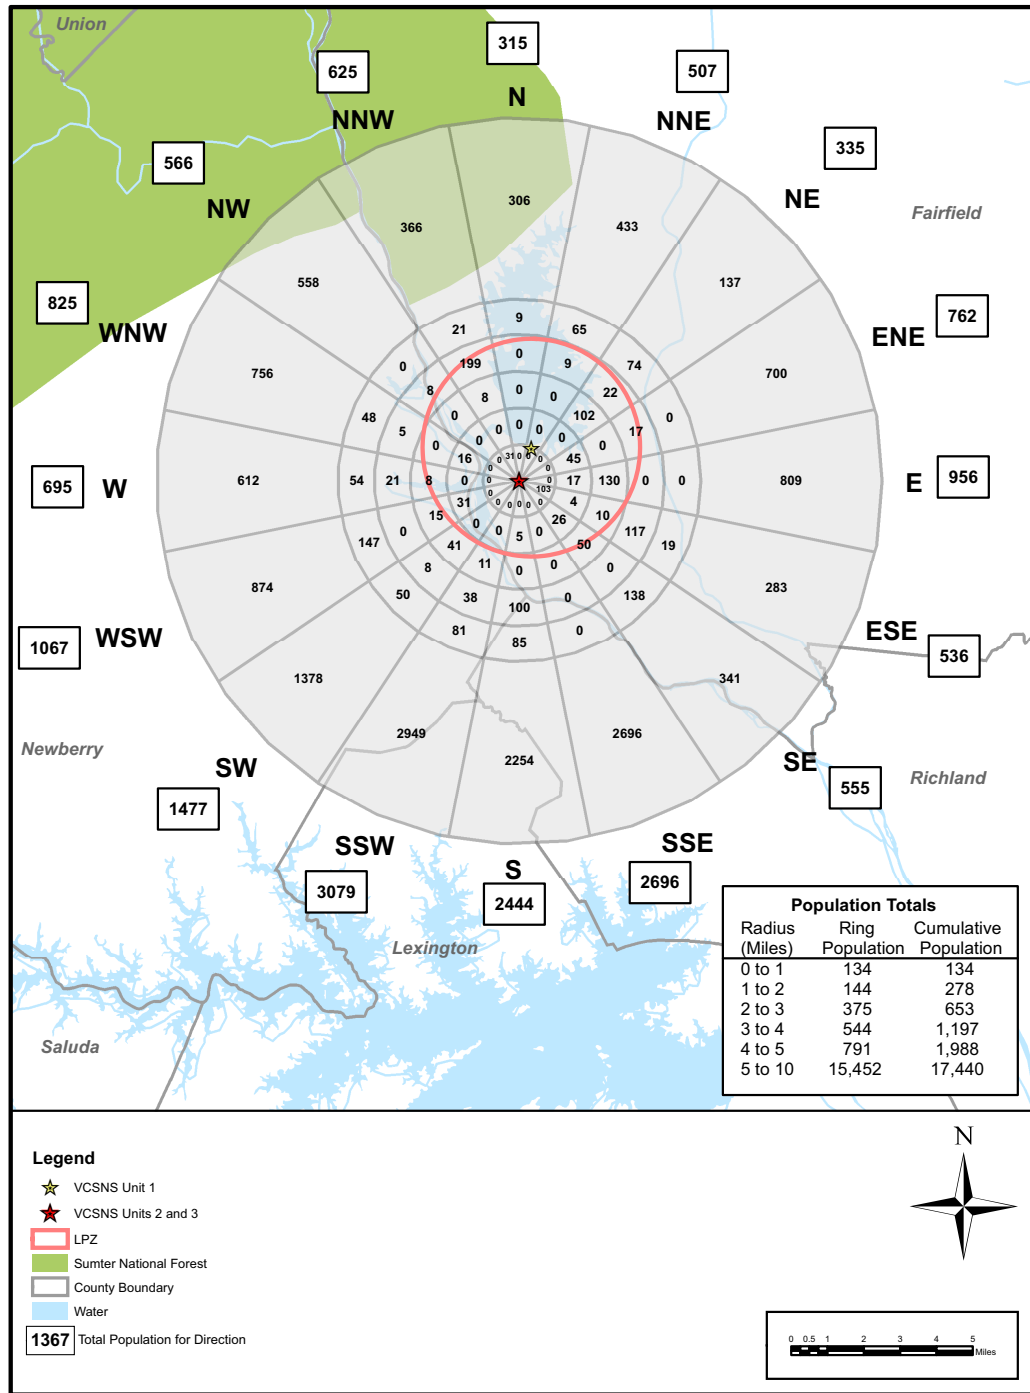 Union
315
625
507
N
NNW
NNE
566
335
NW
NE
Fairfield
306
366
433
558
137
825
762
WNW
ENE
9
21
65
756
0
199
9
74
700
0
8
22
0
8
0
48
0
102
0
5
0
0
0
0
17
0
0
0
0
16
31 0 0
45
695
W
612
54
21
8
0
0
17
130
0
0
809
E
956
103
31
4
15
26
10
147
0
0
0
5
0
50
117
19
41
874
8
11
0
0
0
283
1067
WSW
50
38
100
0
138
ESE
536
81
85
0
1378
341
2949
2254
2696
Newberry
SW
SE
Richland
1477
555
SSW
S
SSE
3079
2444
2696
Lexington
Saluda
Population Totals
Radius (Miles) Ring Population Cumulative Population
0 to 1 134 134
1 to 2 144 278
2 to 3 375 653
3 to 4 544 1,197
4 to 5 791 1,988
5 to 10 15,452 17,440
Legend
VCSNS Unit 1
VCSNS Units 2 and 3
LPZ
Sumter National Forest
County Boundary
Water
1367 Total Population for Direction
N
0 0.5 1 2 3 4 5
Miles